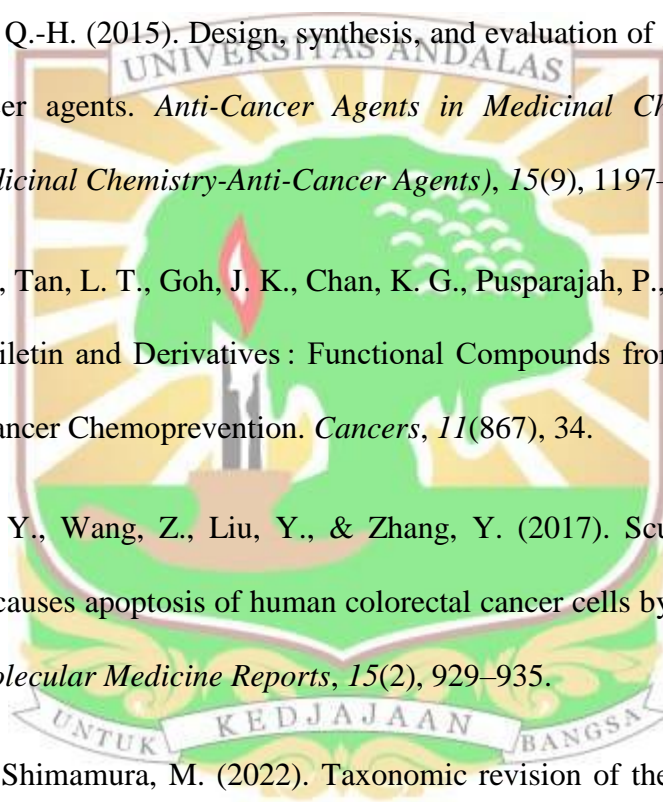 Q.-H. (2015). Design, synthesis, and evaluation of
UNIVERSITAS ANDALAS
er agents. Anti-Cancer Agents in Medicinal Ch
dicinal Chemistry-Anti-Cancer Agents), 15(9), 1197–
, Tan, L. T., Goh, J. K., Chan, K. G., Pusparajah, P.,
iletin and Derivatives : Functional Compounds from
ancer Chemoprevention. Cancers, 11(867), 34.
Y., Wang, Z., Liu, Y., & Zhang, Y. (2017). Scu
causes apoptosis of human colorectal cancer cells by
olecular Medicine Reports, 15(2), 929–935.
UNTUK KEDJAJAAN BANGSA
Shimamura, M. (2022). Taxonomic revision of the